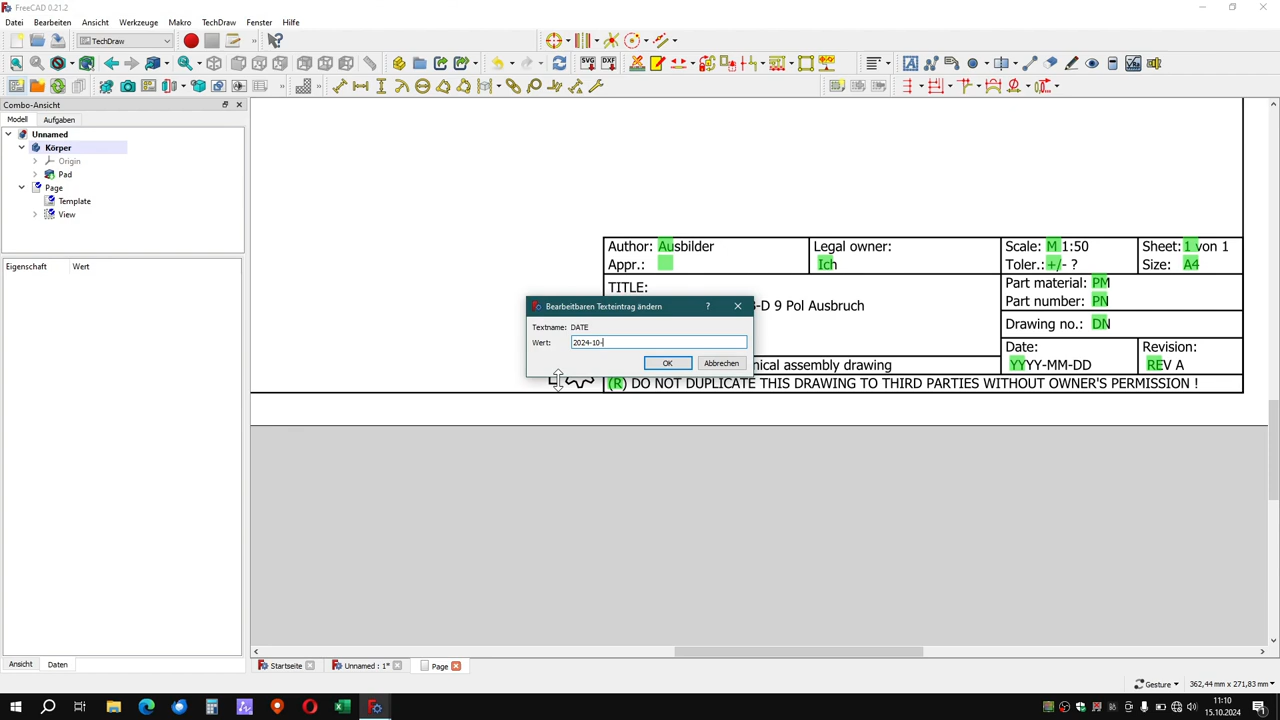 FreeCAD 0.21.2
Datei Bearbeiten Ansicht Werkzeuge Makro TechDraw Fenster Hilfe
TechDraw
SVG DXF
Combo-Ansicht
Modell Aufgaben
Unnamed
Körper
Origin
Pad
Page
Template
View
Eigenschaft Wert
Author: Ausbilder
Appr.:
Legal owner:
Ich
Scale: M 1:50
Toler.: +/- ?
Sheet: 1 von 1
Size: A4
TITLE:
-D 9 Pol Ausbruch
Part material: PM
Part number: PN
Drawing no.: DN
nical assembly drawing
Date:
YYYY-MM-DD
Revision:
REV A
(R) DO NOT DUPLICATE THIS DRAWING TO THIRD PARTIES WITHOUT OWNER'S PERMISSION !
Bearbeitbaren Texteintrag ändern
Textname: DATE
Wert: 2024-10-
OK Abbrechen
Ansicht Daten
Startseite Unnamed : 1* Page
Gesture 362,44 mm x 271,83 mm
11:10
15.10.2024